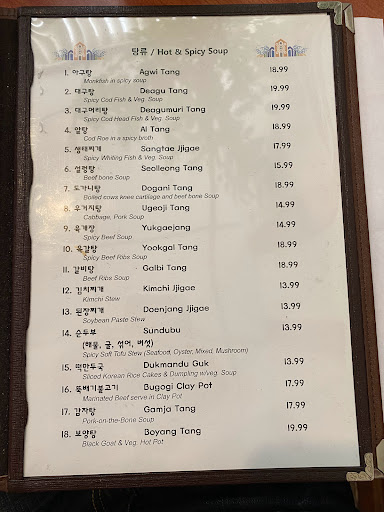 탕류 / Hot & Spicy Soup
1. 아구탕 Agwi Tang 18.99
Monkfish in spicy soup
2. 대구탕 Deagu Tang 19.99
Spicy Cod Fish & Veg. Soup
3. 대구머리탕 Deagumuri Tang 19.99
Spicy Cod Head Fish & Veg. Soup
4. 알탕 Al Tang 18.99
Cod Roe in a spicy broth
5. 생태찌개 Sangtae Jjigae 17.99
Spicy Whiting Fish & Veg. Soup
6. 설렁탕 Seolleong Tang 15.99
Beef bone Soup
7. 도가니탕 Dogani Tang 18.99
Boiled cows knee cartilage and beef bone Soup
8. 우거지탕 Ugeoji Tang 14.99
Cabbage, Pork Soup
9. 육개장 Yukgaejang 14.99
Spicy Beef Soup
10. 육갈탕 Yookgal Tang 18.99
Spicy Beef Ribs Soup
11. 갈비탕 Galbi Tang 18.99
Beef Ribs Soup
12. 김치찌개 Kimchi Jjigae 13.99
Kimchi Stew
13. 된장찌개 Doenjang Jjigae 13.99
Soybean Paste Stew
14. 순두부 Sundubu 13.99
(해물, 굴, 섞어, 버섯)
Spicy Soft Tofu Stew (Seafood, Oyster, Mixed, Mushroom)
15. 떡만두국 Dukmandu Guk 13.99
Sliced Korean Rice Cakes & Dumpling w/veg. Soup
16. 뚝배기불고기 Bugogi Clay Pot 17.99
Marinated Beef serve in Clay Pot
17. 감자탕 Gamja Tang 17.99
Pork-on-the-Bone Soup
18. 보양탕 Boyang Tang 19.99
Black Goat & Veg. Hot Pot